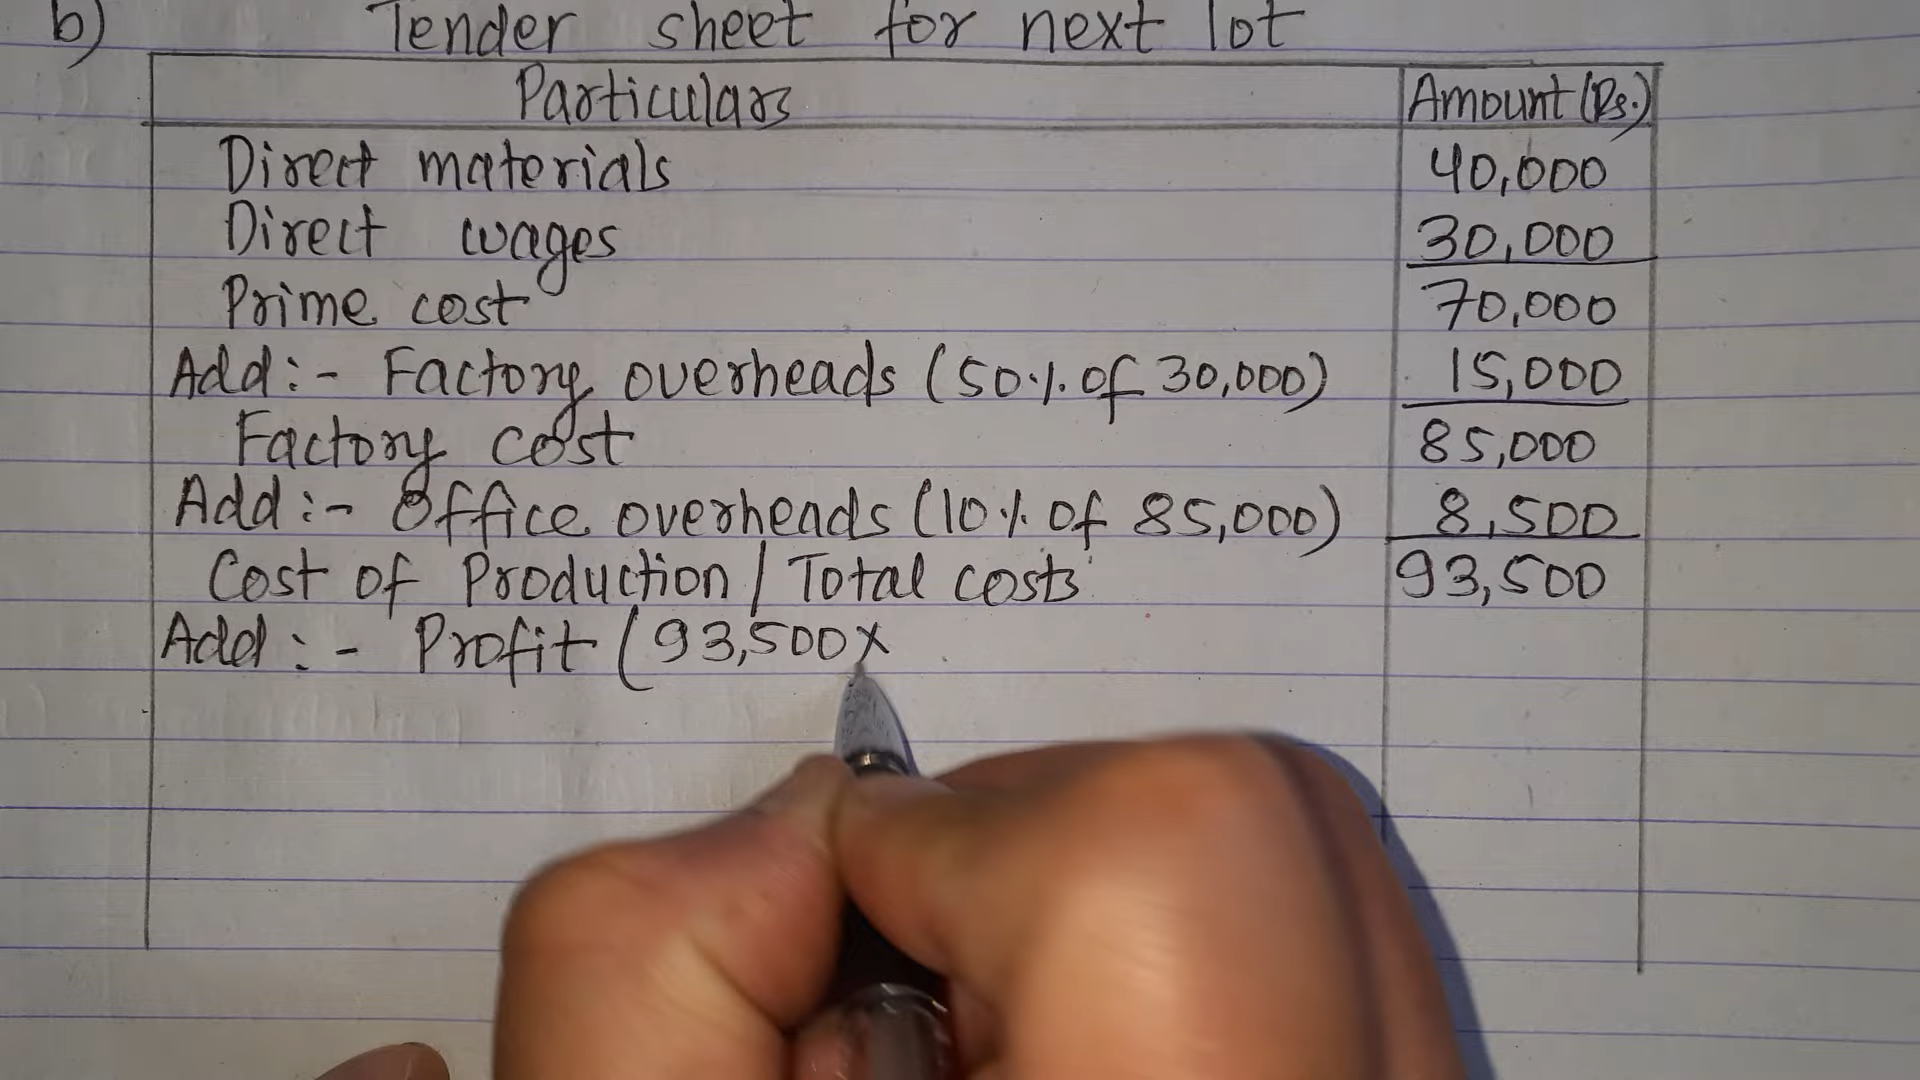 b) Tender sheet for next lot
Particulars Amount (Rs.)
Direct materials 40,000
Direct wages 30,000
Prime cost 70,000
Add:- Factory overheads (50% of 30,000) 15,000
Factory cost 85,000
Add:- Office overheads (10% of 85,000) 8,500
Cost of Production / Total costs 93,500
Add:- Profit (93,500x